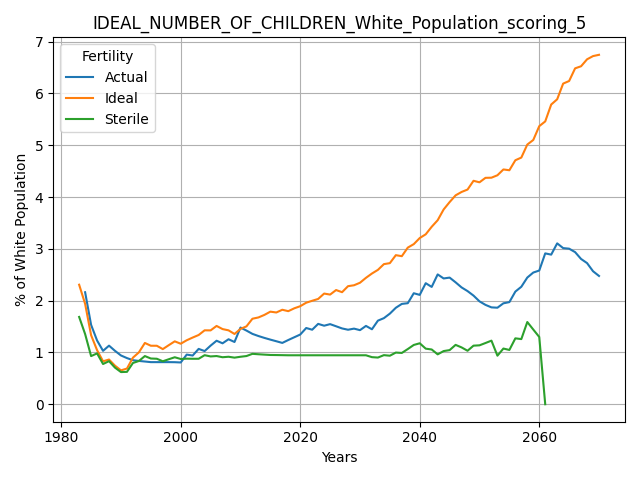 IDEAL_NUMBER_OF_CHILDREN_White_Population_scoring_5
Fertility
Actual
Ideal
Sterile
% of White Population
7
6
5
4
3
2
1
0
1980 2000 2020 2040 2060
Years